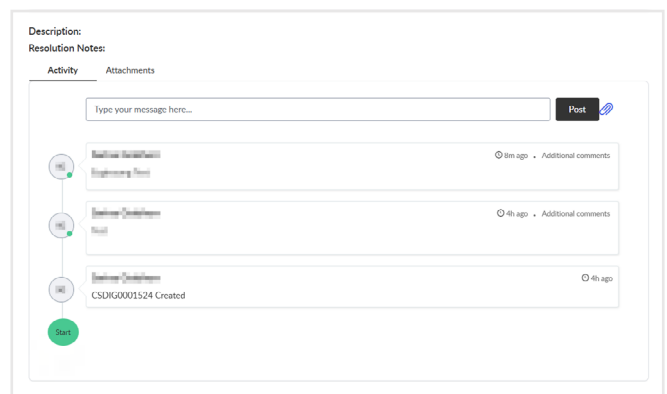 Description:
Resolution Notes:
Activity Attachments
Type your message here... Post
8m ago • Additional comments
4h ago • Additional comments
4h ago
CSDIG0001524 Created
Start